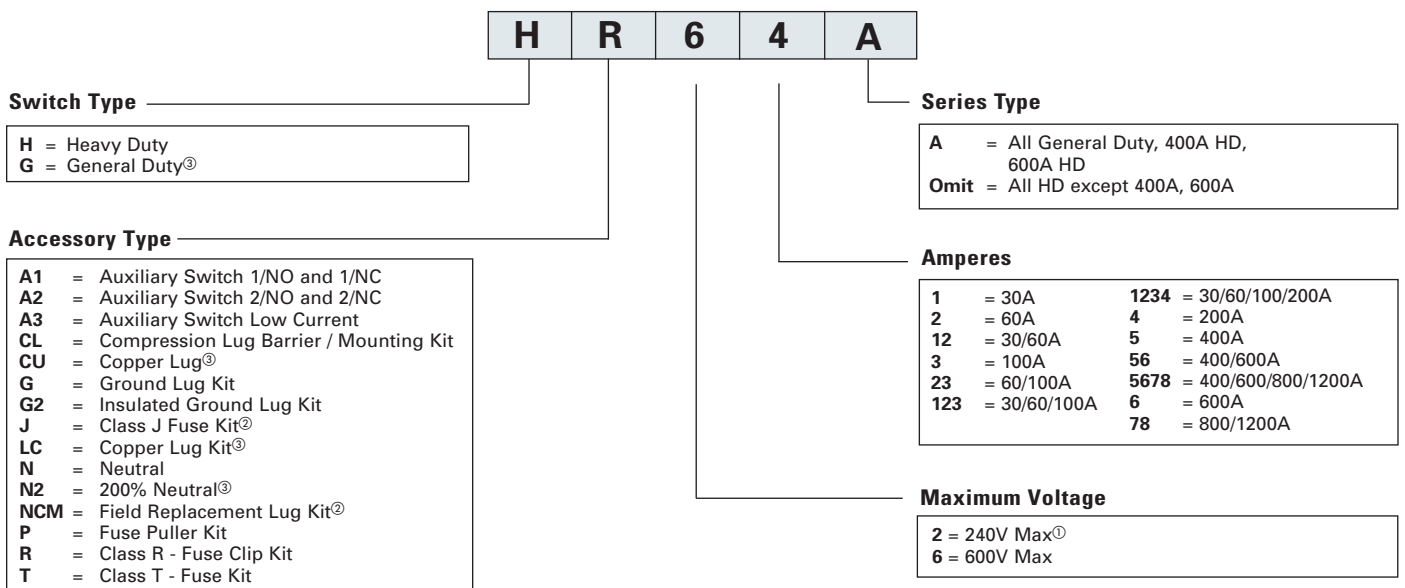 H R 6 4 A
Switch Type
H = Heavy Duty
G = General Duty③
Accessory Type
A1 = Auxiliary Switch 1/NO and 1/NC
A2 = Auxiliary Switch 2/NO and 2/NC
A3 = Auxiliary Switch Low Current
CL = Compression Lug Barrier / Mounting Kit
CU = Copper Lug③
G = Ground Lug Kit
G2 = Insulated Ground Lug Kit
J = Class J Fuse Kit②
LC = Copper Lug Kit③
N = Neutral
N2 = 200% Neutral③
NCM = Field Replacement Lug Kit②
P = Fuse Puller Kit
R = Class R - Fuse Clip Kit
T = Class T - Fuse Kit
Series Type
A = All General Duty, 400A HD,
600A HD
Omit = All HD except 400A, 600A
Amperes
1 = 30A
2 = 60A
12 = 30/60A
3 = 100A
23 = 60/100A
123 = 30/60/100A
1234 = 30/60/100/200A
4 = 200A
5 = 400A
56 = 400/600A
5678 = 400/600/800/1200A
6 = 600A
78 = 800/1200A
Maximum Voltage
2 = 240V Max①
6 = 600V Max